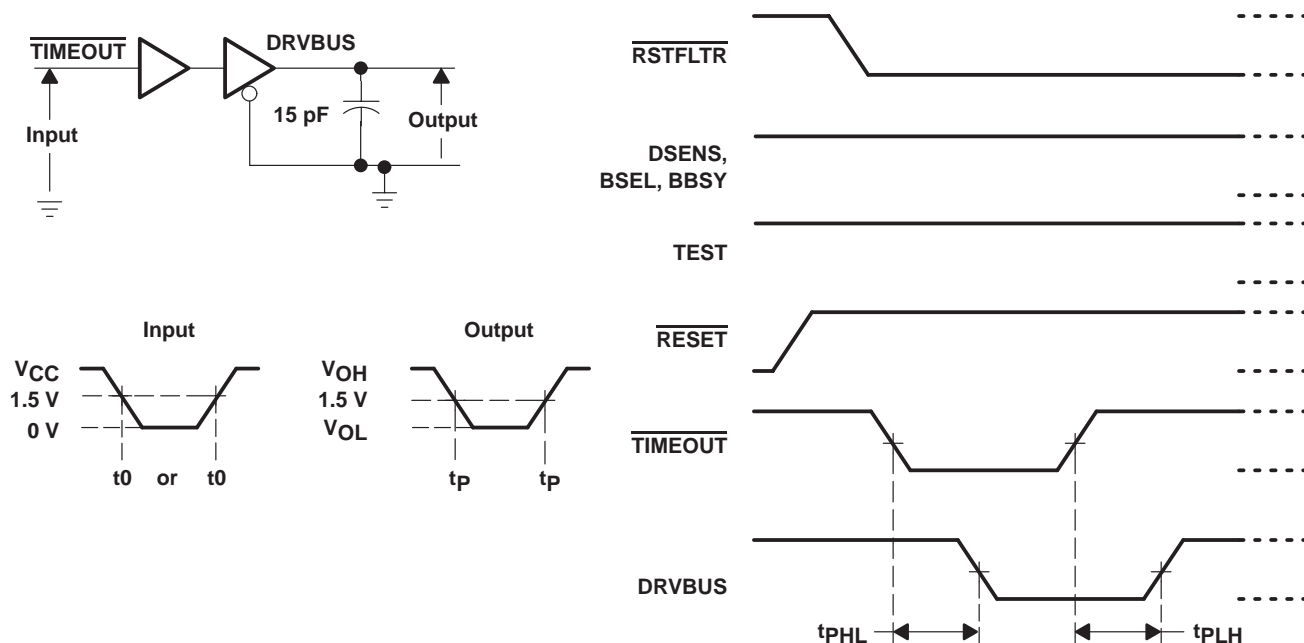 TIMEOUT
DRVBUS
15 pF
Input
Output
Input
VCC
1.5 V
0 V
t0 or t0
Output
VOH
1.5 V
VOL
tP tP
RSTFLTR
DSENS,
BSEL, BBSY
TEST
RESET
TIMEOUT
DRVBUS
tPHL tPLH